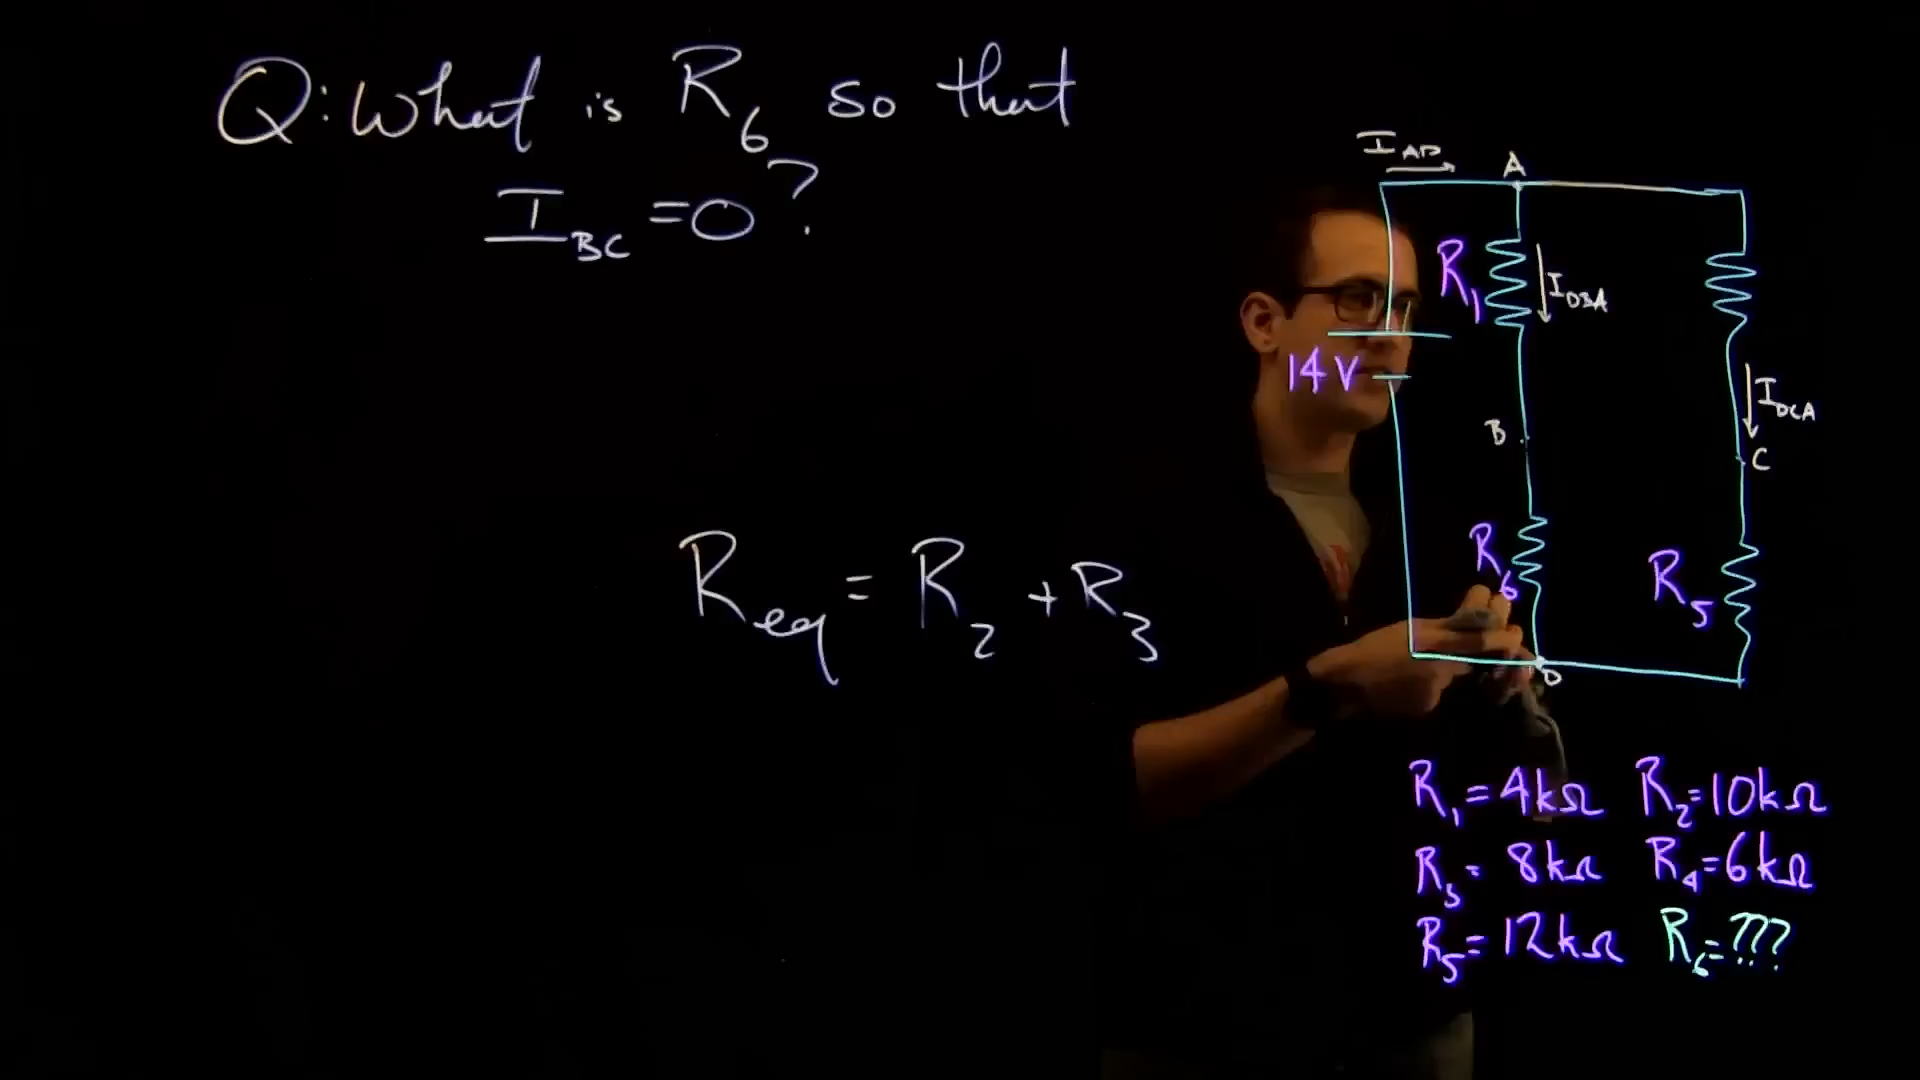 Q: What is R6 so that
IBC = 0?
IAD
A
R1
IDBA
14 V
IDCA
B
C
R6
R5
Req = R2 + R3
D
R1 = 4kΩ R2 = 10kΩ
R3 = 8kΩ R4 = 6kΩ
R5 = 12kΩ R6 = ???